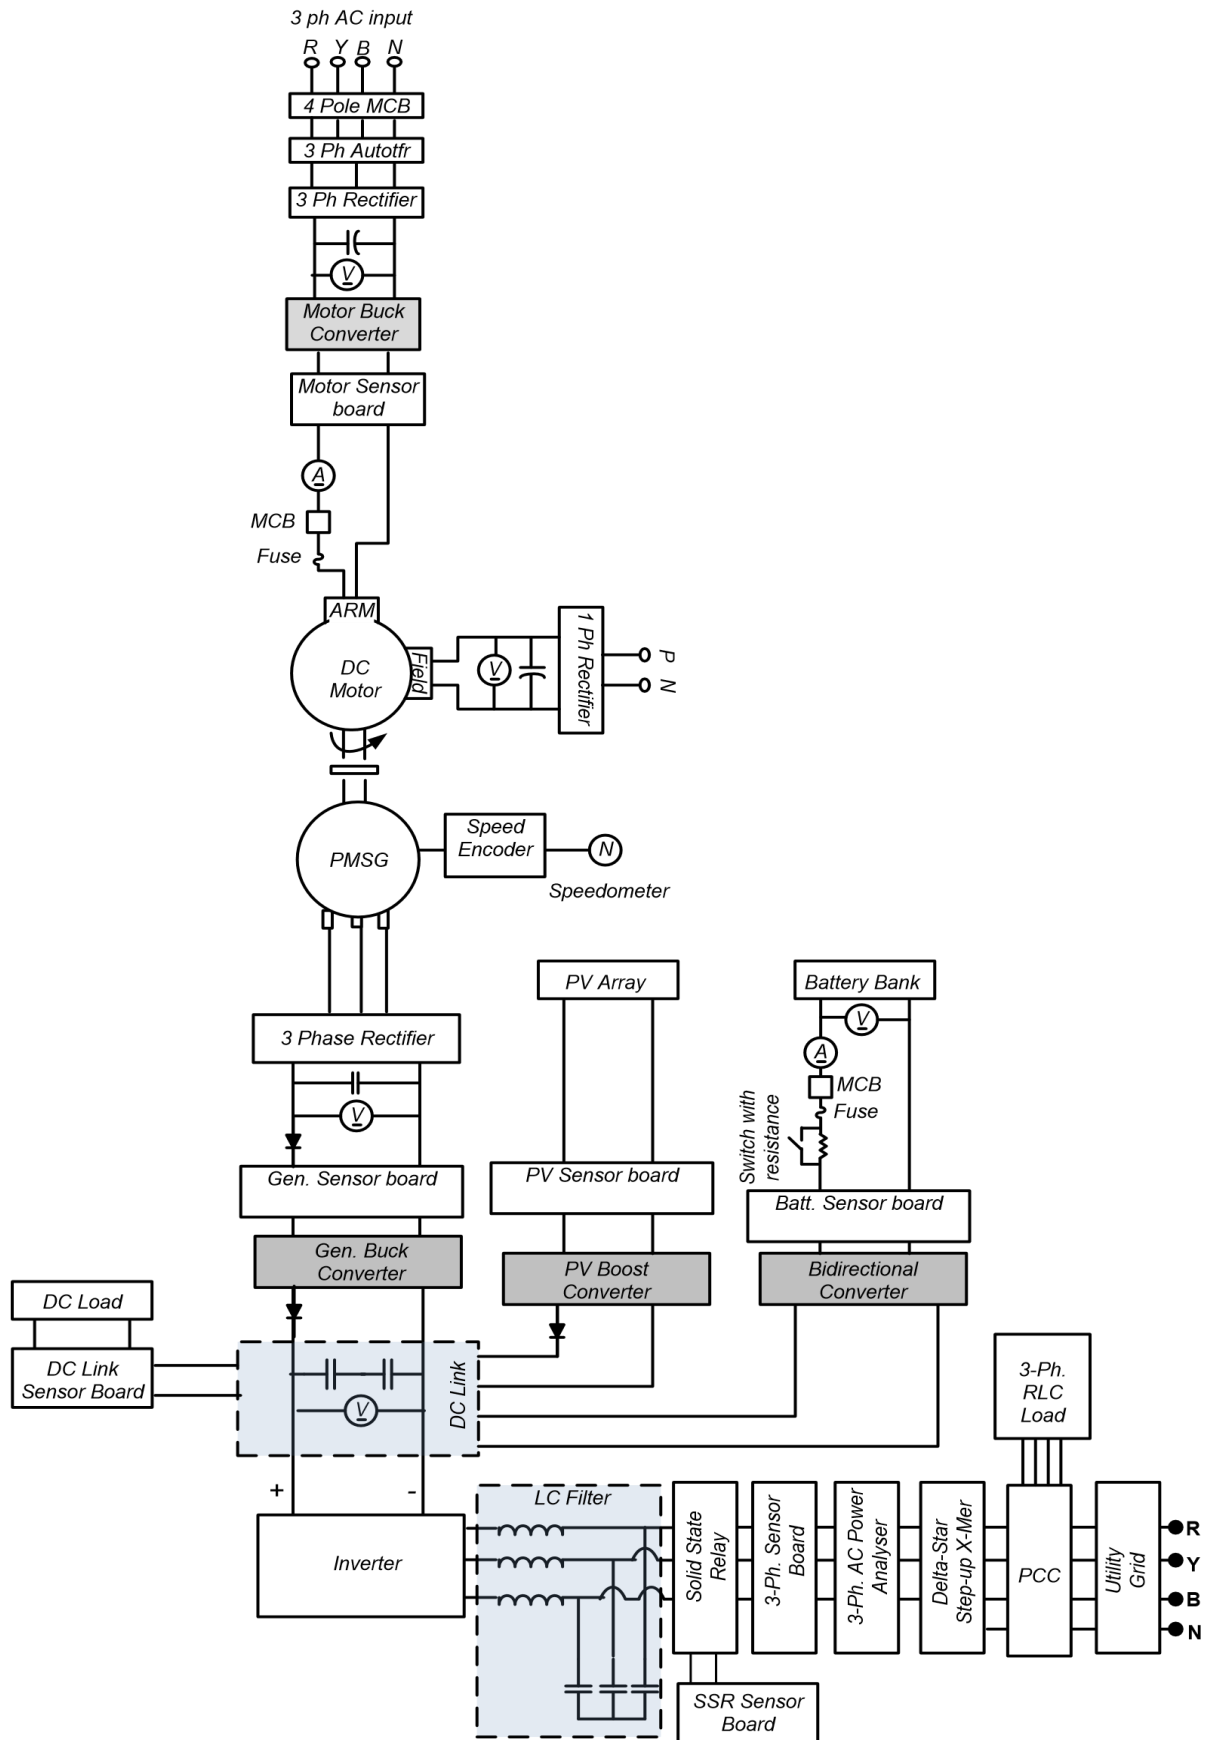 3 ph AC input
R Y B N
4 Pole MCB
3 Ph Autotfr
3 Ph Rectifier
V
Motor Buck
Converter
Motor Sensor
board
A
MCB
Fuse
ARM
DC
Motor
Field
V
1 Ph Rectifier
P
N
PMSG
Speed
Encoder
N
Speedometer
3 Phase Rectifier
V
Gen. Sensor board
Gen. Buck
Converter
PV Array
PV Sensor board
PV Boost
Converter
Battery Bank
V
A
MCB
Fuse
Switch with
resistance
Batt. Sensor board
Bidirectional
Converter
DC Load
DC Link
Sensor Board
V
DC Link
+ -
Inverter
LC Filter
Solid State
Relay
SSR Sensor
Board
3-Ph. Sensor
Board
3-Ph. AC Power
Analyser
Delta-Star
Step-up X-Mer
3-Ph.
RLC
Load
PCC
Utility
Grid
R
Y
B
N